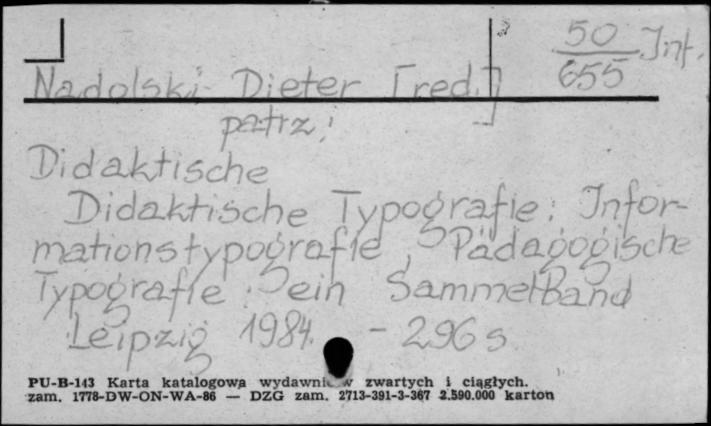 50
655 Inf.
Nadolski Dieter [red.]
patrz:
Didaktische
Didaktische Typografie: Infor-
mationstypografie, Pädagogische
Typografie: ein Sammelband
Leipzig 1984. - 296 s
PU-B-143 Karta katalogowa wydawnictw zwartych i ciągłych.
zam. 1778-DW-ON-WA-86 — DZG zam. 2713-391-3-367 2.590.000 karton